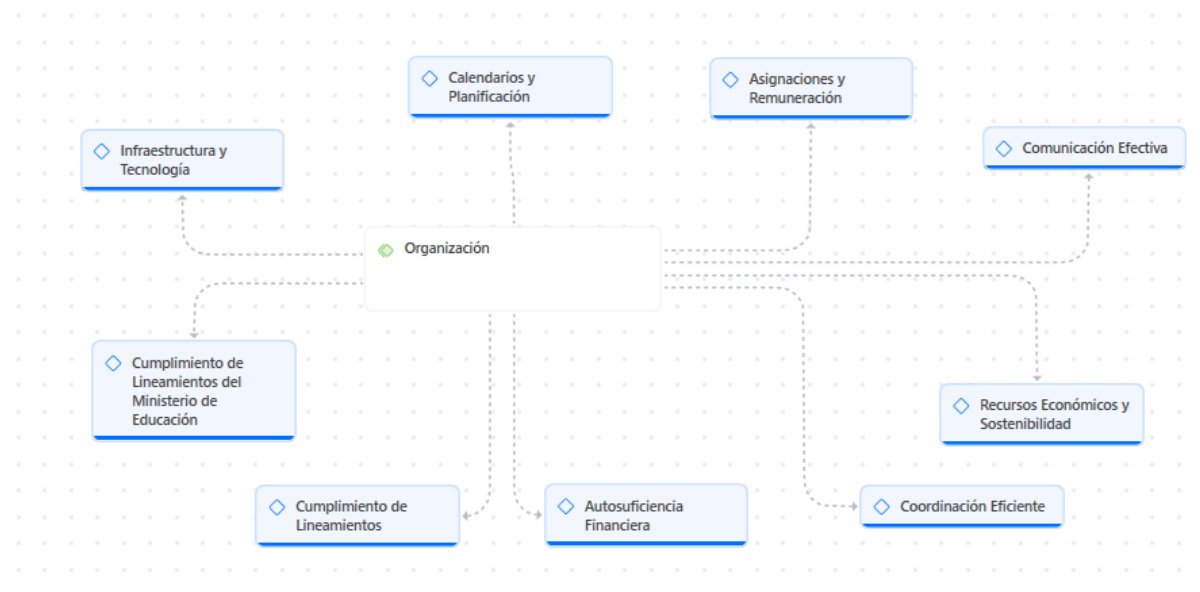 Calendarios y
Planificación
Asignaciones y
Remuneración
Infraestructura y
Tecnología
Comunicación Efectiva
Organización
Cumplimiento de
Lineamientos del
Ministerio de
Educación
Recursos Económicos y
Sostenibilidad
Cumplimiento de
Lineamientos
Autosuficiencia
Financiera
Coordinación Eficiente